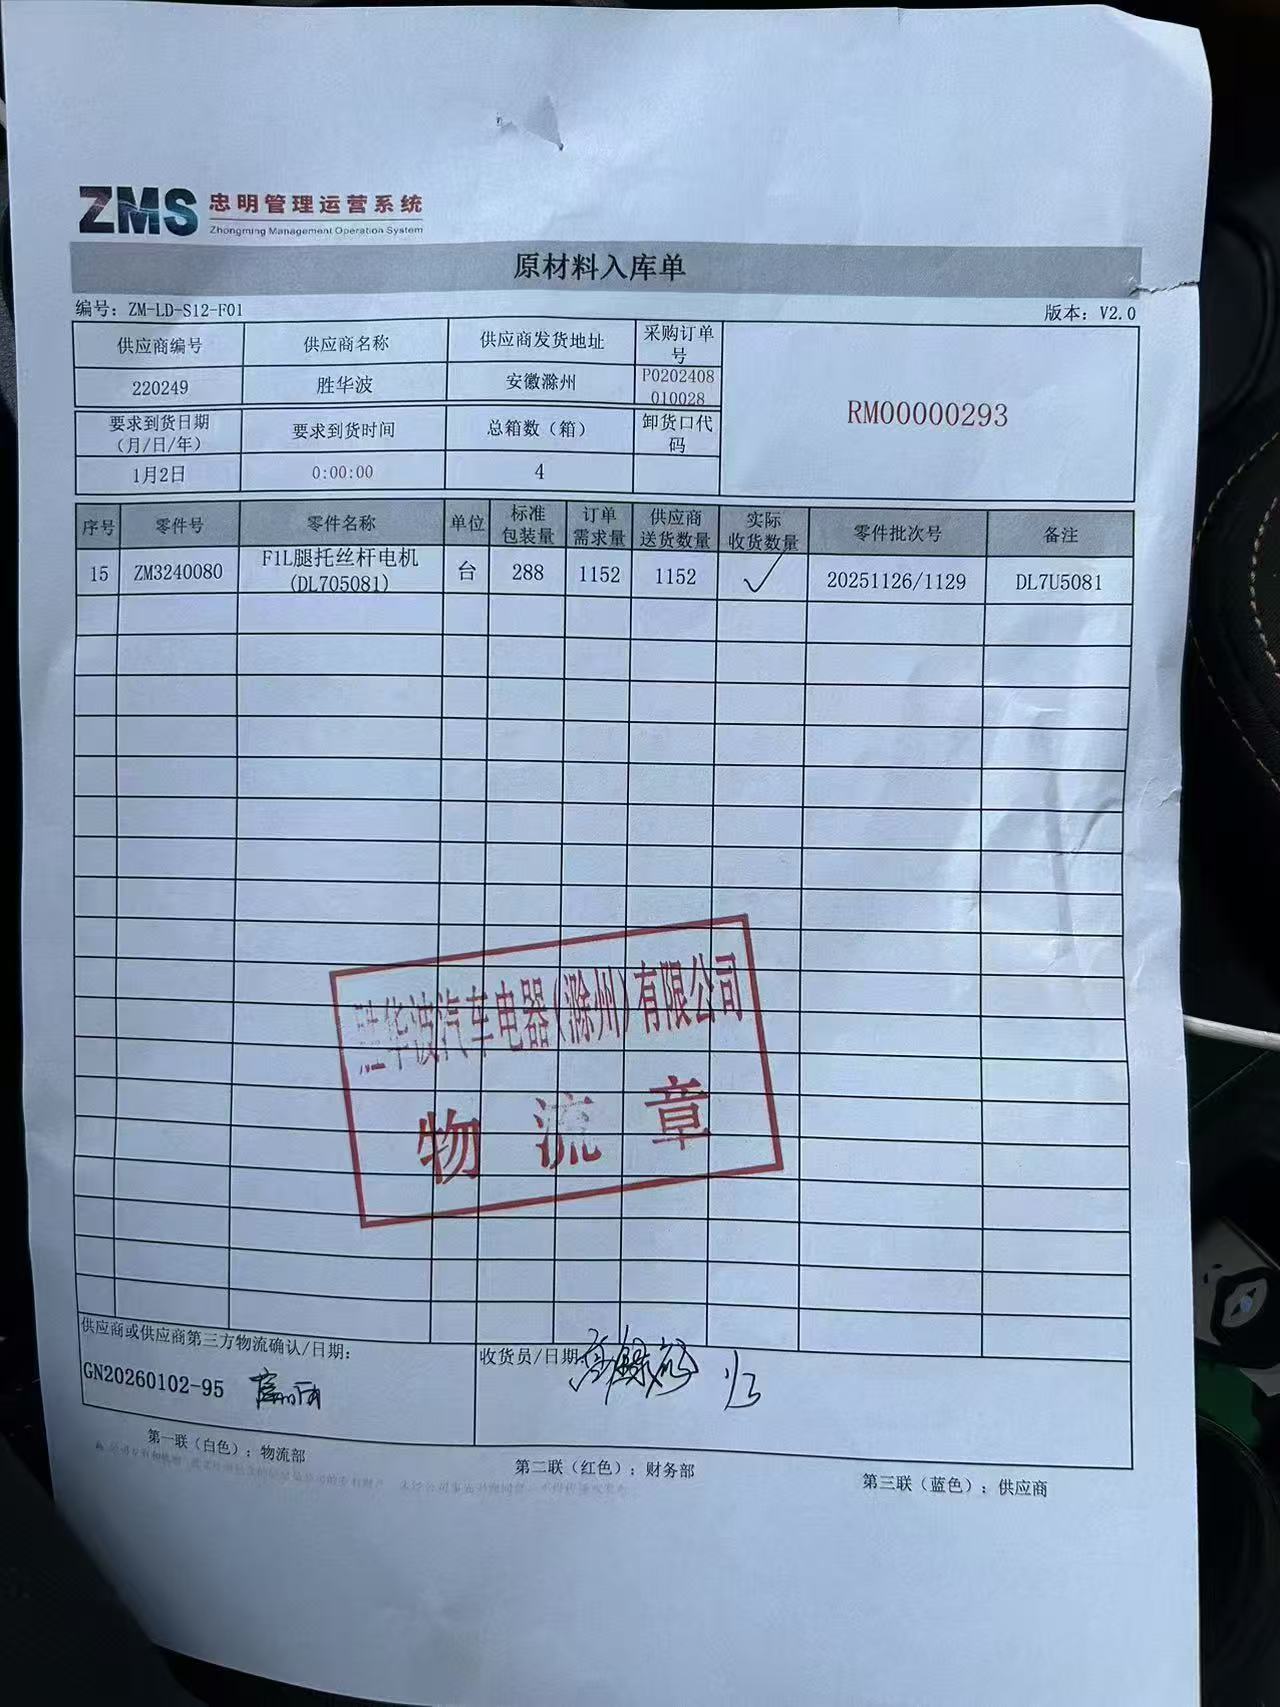 ZMS 忠明管理运营系统
Zhongming Management Operation System
原材料入库单
编号：ZM-LD-S12-F01 版本：V2.0
供应商编号 供应商名称 供应商发货地址 采购订单号
220249 胜华波 安徽滁州 P0202408010028
RM00000293
要求到货日期（月/日/年） 要求到货时间 总箱数（箱） 卸货口代码
1月2日 0:00:00 4
序号 零件号 零件名称 单位 标准包装量 订单需求量 供应商送货数量 实际收货数量 零件批次号 备注
15 ZM3240080 F1L腿托丝杆电机(DL705081) 台 288 1152 1152 ✓ 20251126/1129 DL7U5081
胜华波汽车电器(滁州)有限公司
物流章
供应商或供应商第三方物流确认/日期： 收货员/日期:
GN20260102-95 1/3
第一联（白色）：物流部 第二联（红色）：财务部 第三联（蓝色）：供应商